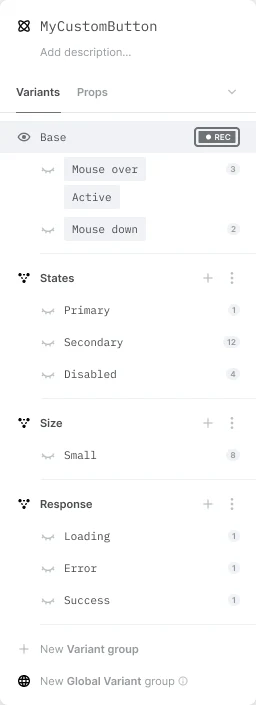 MyCustomButton
Add description...
Variants Props
Base REC
Mouse over 3
Active
Mouse down 2
States
Primary 1
Secondary 12
Disabled 4
Size
Small 8
Response
Loading 1
Error 1
Success 1
New Variant group
New Global Variant group